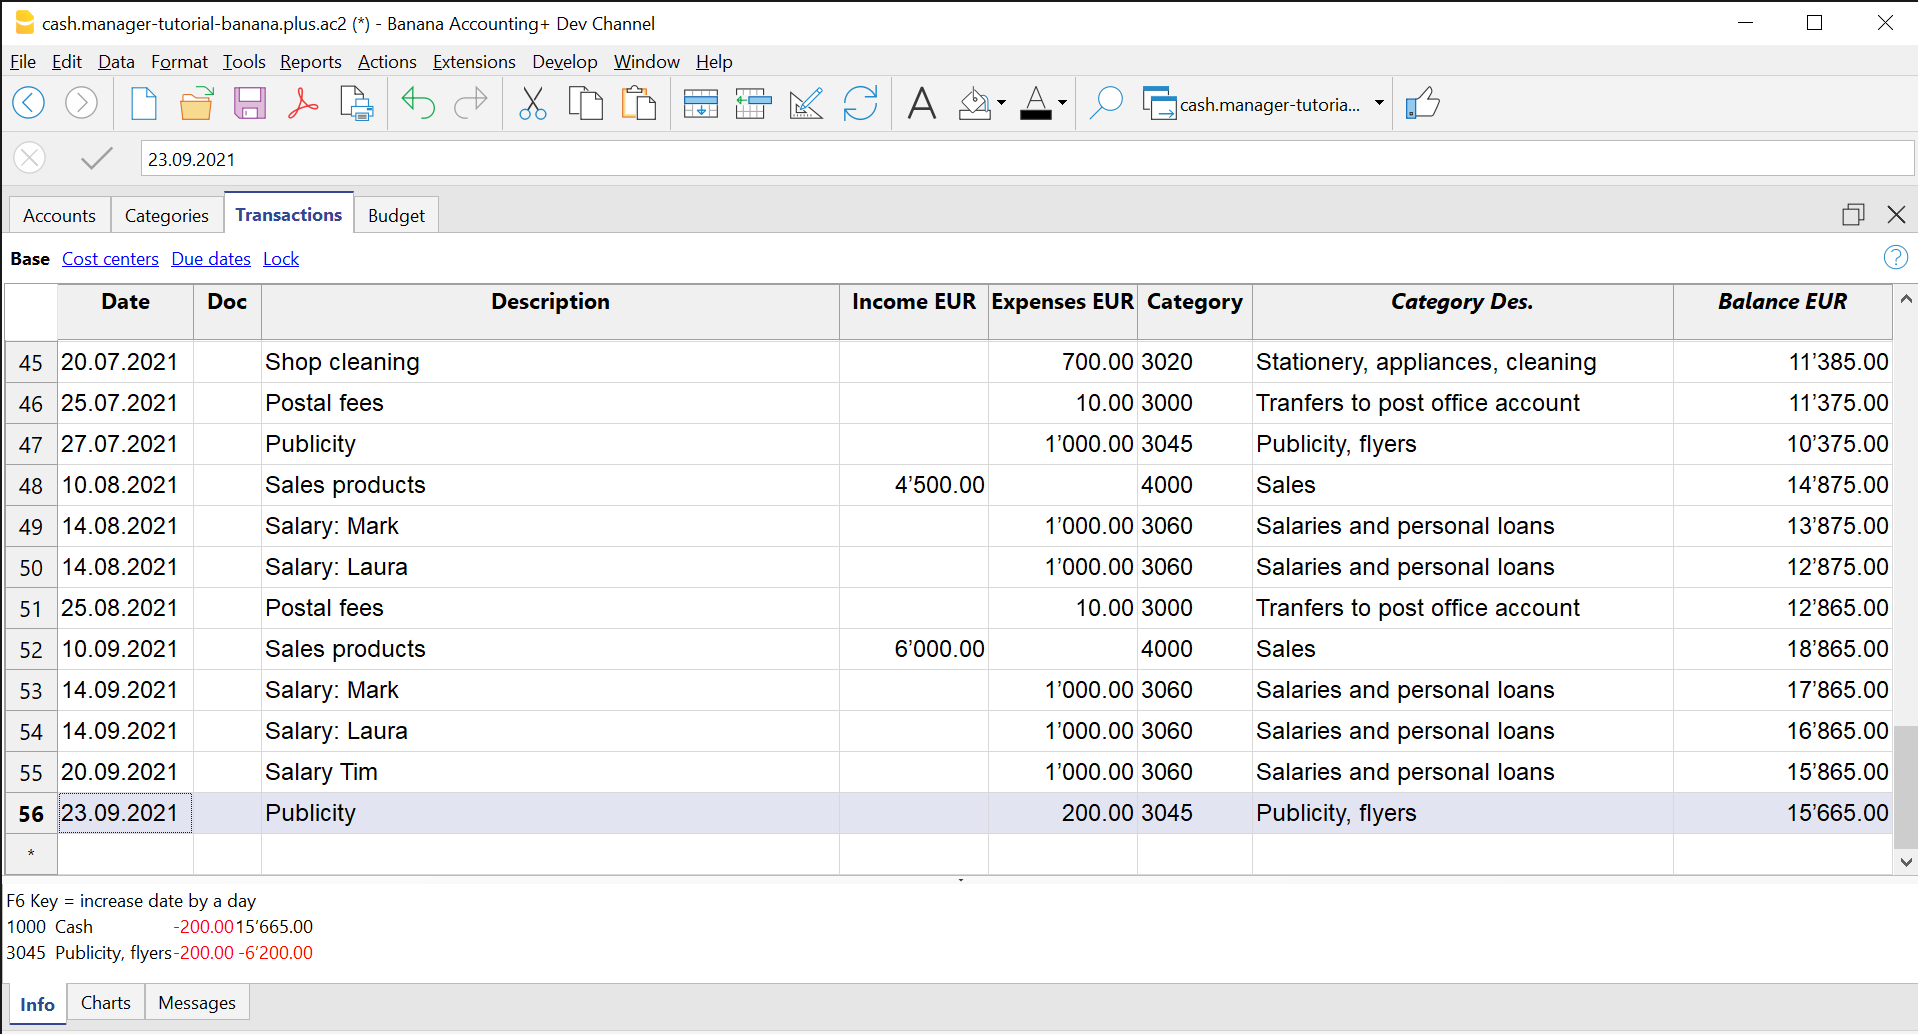 cash.manager-tutorial-banana.plus.ac2 (*) - Banana Accounting+ Dev Channel
File Edit Data Format Tools Reports Actions Extensions Develop Window Help
cash.manager-tutoria...
23.09.2021
Accounts Categories Transactions Budget
Base Cost centers Due dates Lock
Date Doc Description Income EUR Expenses EUR Category Category Des. Balance EUR
45 20.07.2021 Shop cleaning 700.00 3020 Stationery, appliances, cleaning 11’385.00
46 25.07.2021 Postal fees 10.00 3000 Tranfers to post office account 11’375.00
47 27.07.2021 Publicity 1’000.00 3045 Publicity, flyers 10’375.00
48 10.08.2021 Sales products 4’500.00 4000 Sales 14’875.00
49 14.08.2021 Salary: Mark 1’000.00 3060 Salaries and personal loans 13’875.00
50 14.08.2021 Salary: Laura 1’000.00 3060 Salaries and personal loans 12’875.00
51 25.08.2021 Postal fees 10.00 3000 Tranfers to post office account 12’865.00
52 10.09.2021 Sales products 6’000.00 4000 Sales 18’865.00
53 14.09.2021 Salary: Mark 1’000.00 3060 Salaries and personal loans 17’865.00
54 14.09.2021 Salary: Laura 1’000.00 3060 Salaries and personal loans 16’865.00
55 20.09.2021 Salary Tim 1’000.00 3060 Salaries and personal loans 15’865.00
56 23.09.2021 Publicity 200.00 3045 Publicity, flyers 15’665.00
*
F6 Key = increase date by a day
1000 Cash -200.00 15’665.00
3045 Publicity, flyers -200.00 -6’200.00
Info Charts Messages